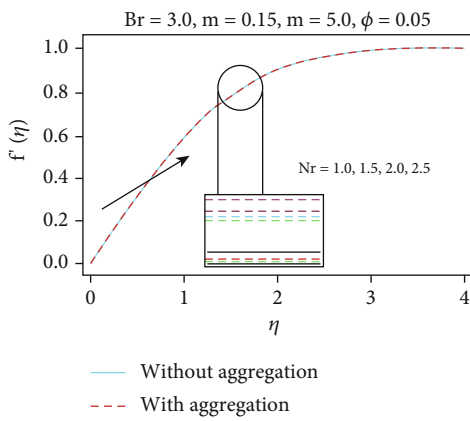 Br = 3.0, m = 0.15, m = 5.0, ϕ = 0.05
1.0
0.8
0.6
0.4
0.2
0.0
f' (η)
Nr = 1.0, 1.5, 2.0, 2.5
0 1 2 3 4
η
Without aggregation
With aggregation